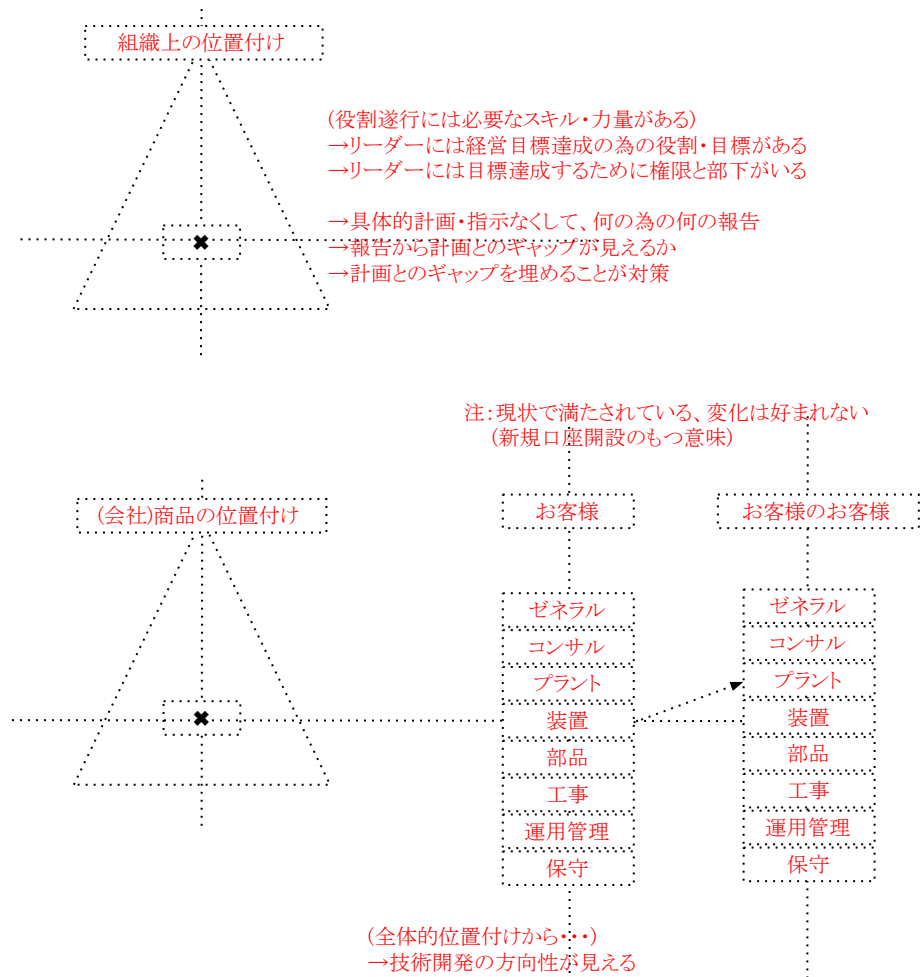 組織上の位置付け
(役割遂行には必要なスキル・力量がある)
→リーダーには経営目標達成の為の役割・目標がある
→リーダーには目標達成するために権限と部下がいる
→具体的計画・指示なくして、何の為の何の報告
→報告から計画とのギャップが見えるか
→計画とのギャップを埋めることが対策
注：現状で満たされている、変化は好まれない
(新規口座開設のもつ意味)
(会社)商品の位置付け
お客様
お客様のお客様
ゼネラル
コンサル
プラント
装置
部品
工事
運用管理
保守
ゼネラル
コンサル
プラント
装置
部品
工事
運用管理
保守
(全体的位置付けから・・・)
→技術開発の方向性が見える